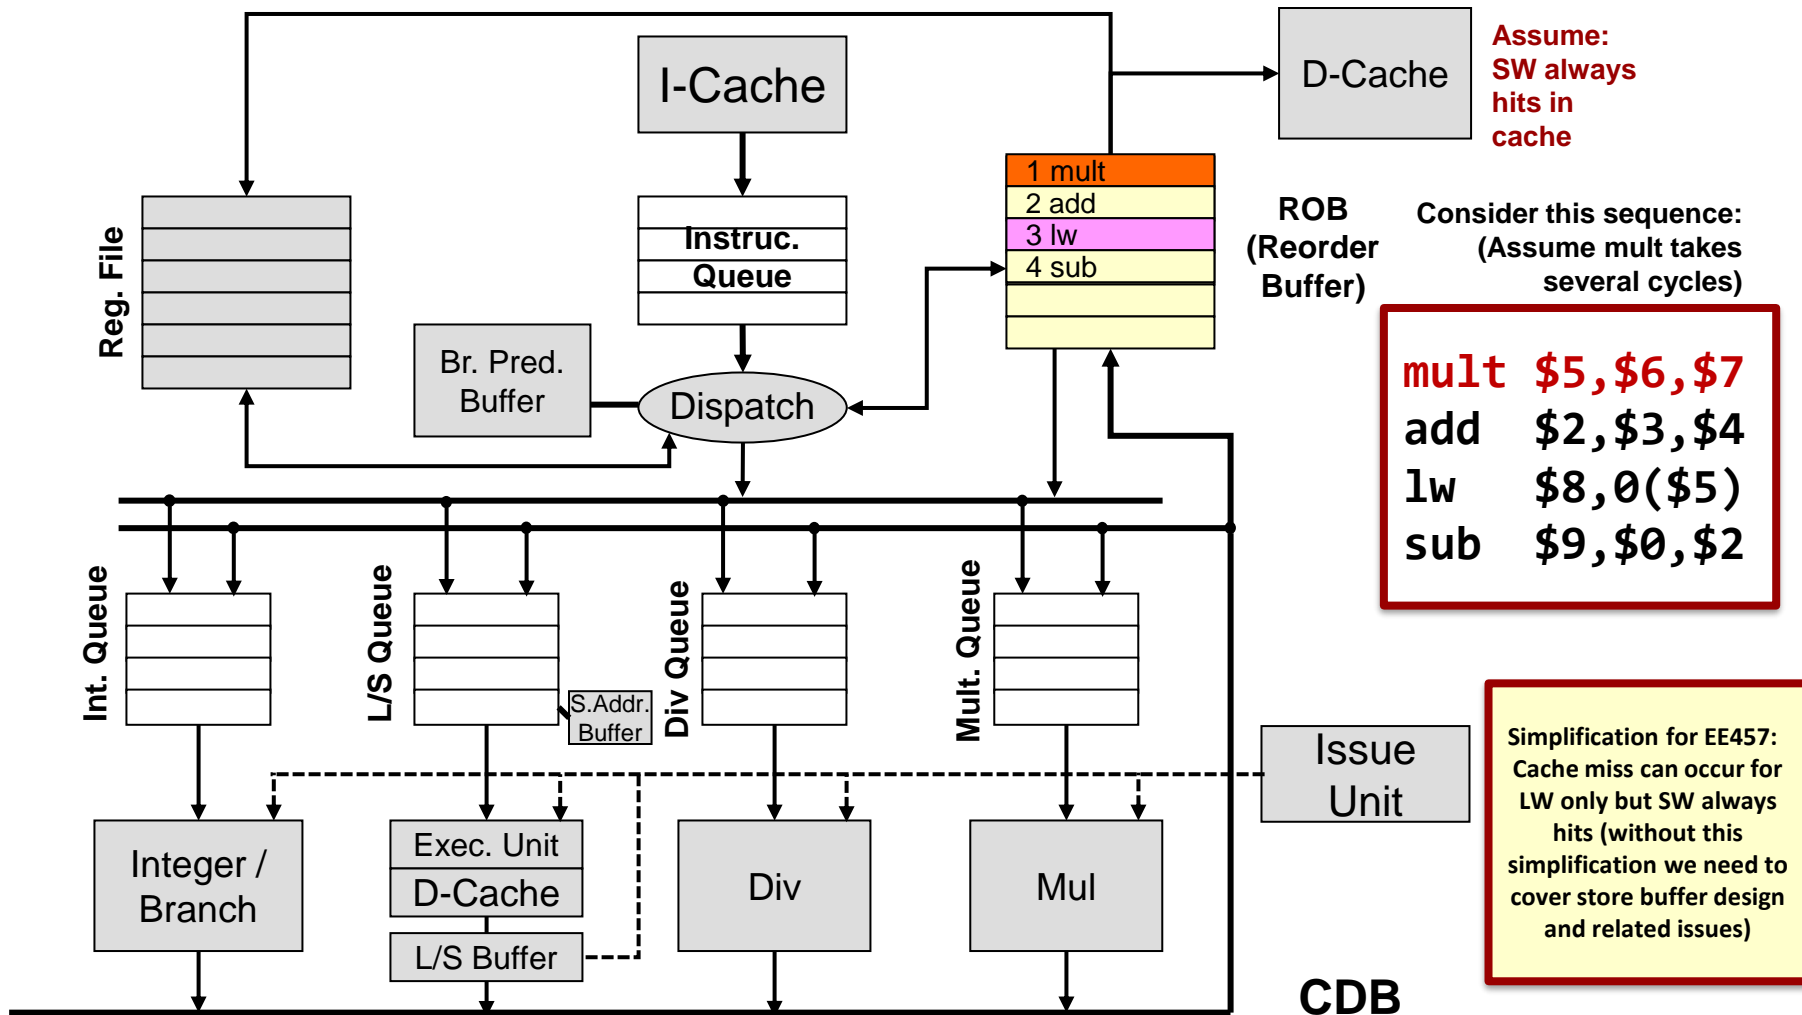 I-Cache
D-Cache
Assume:
SW always
hits in
cache
Reg. File
Instruc.
Queue
1 mult
2 add
3 lw
4 sub
ROB
(Reorder
Buffer)
Consider this sequence:
(Assume mult takes
several cycles)
mult $5,$6,$7
add $2,$3,$4
lw $8,0($5)
sub $9,$0,$2
Br. Pred.
Buffer
Dispatch
Int. Queue
L/S Queue
S.Addr.
Buffer
Div Queue
Mult. Queue
Issue
Unit
Simplification for EE457:
Cache miss can occur for
LW only but SW always
hits (without this
simplification we need to
cover store buffer design
and related issues)
Integer /
Branch
Exec. Unit
D-Cache
L/S Buffer
Div
Mul
CDB